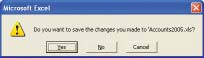 Microsoft Excel
Do you want to save the changes you made to 'Accounts2005.xls'?
Yes No Cancel